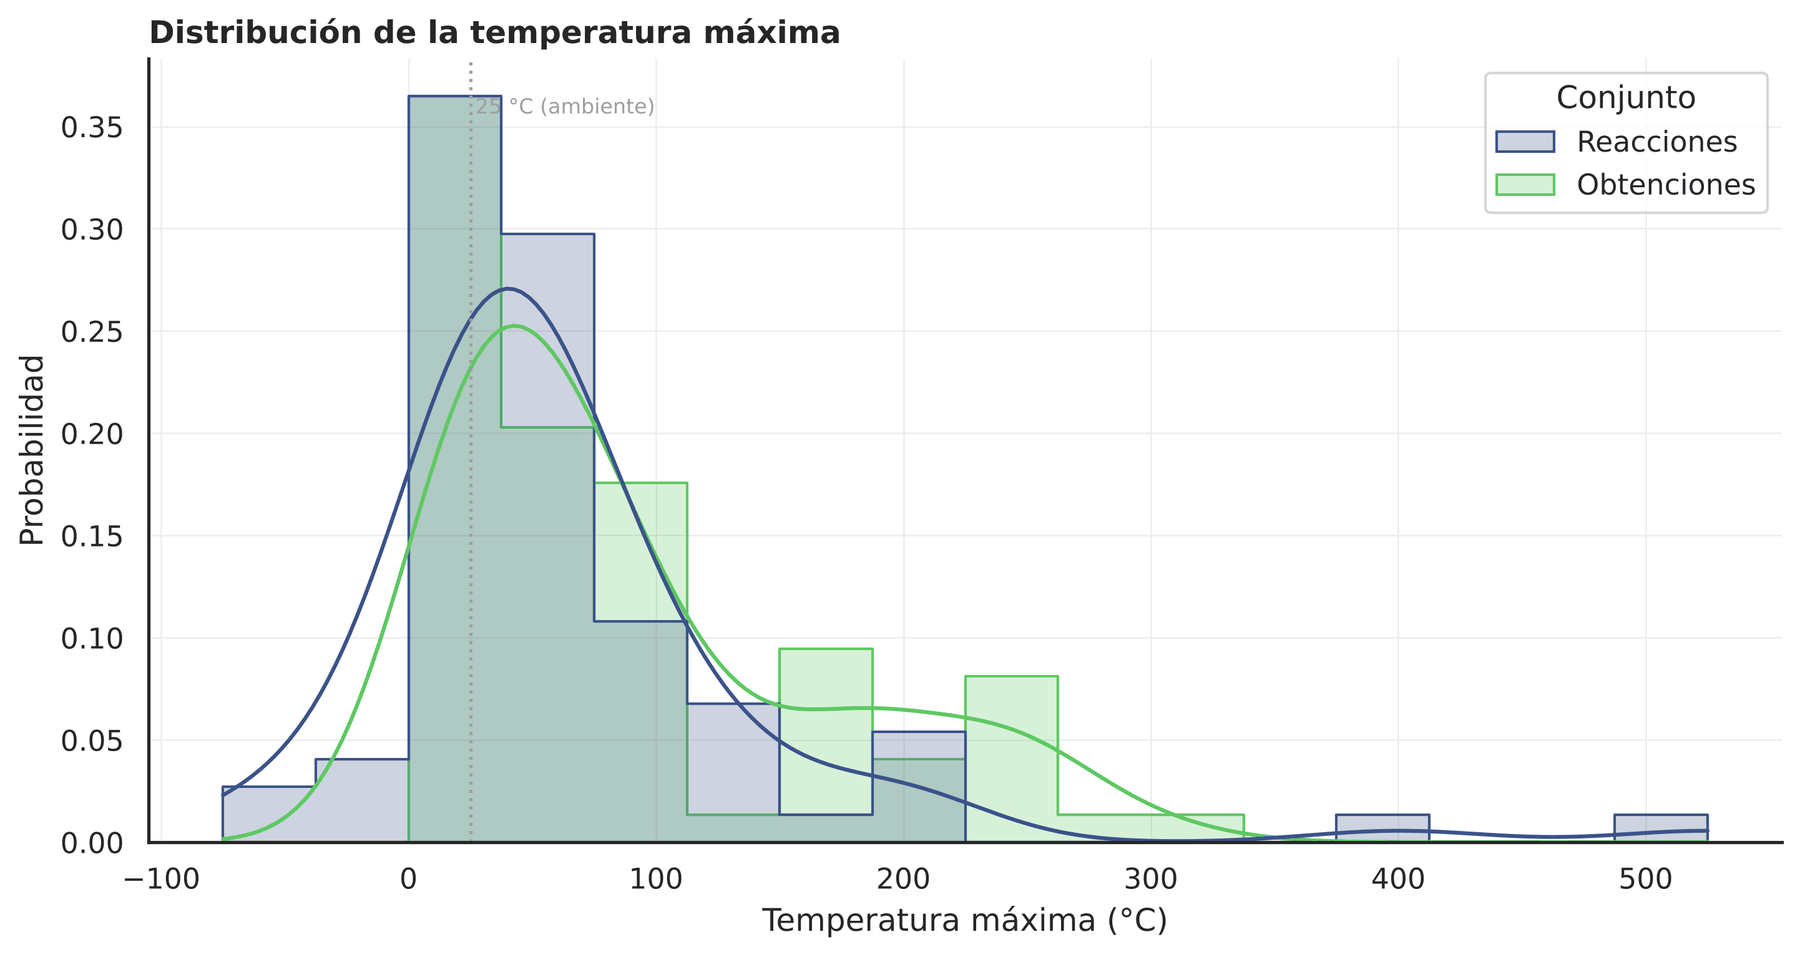 Distribución de la temperatura máxima
25 °C (ambiente)
Conjunto
Reacciones
Obtenciones
Probabilidad
0.35
0.30
0.25
0.20
0.15
0.10
0.05
0.00
−100 0 100 200 300 400 500
Temperatura máxima (°C)